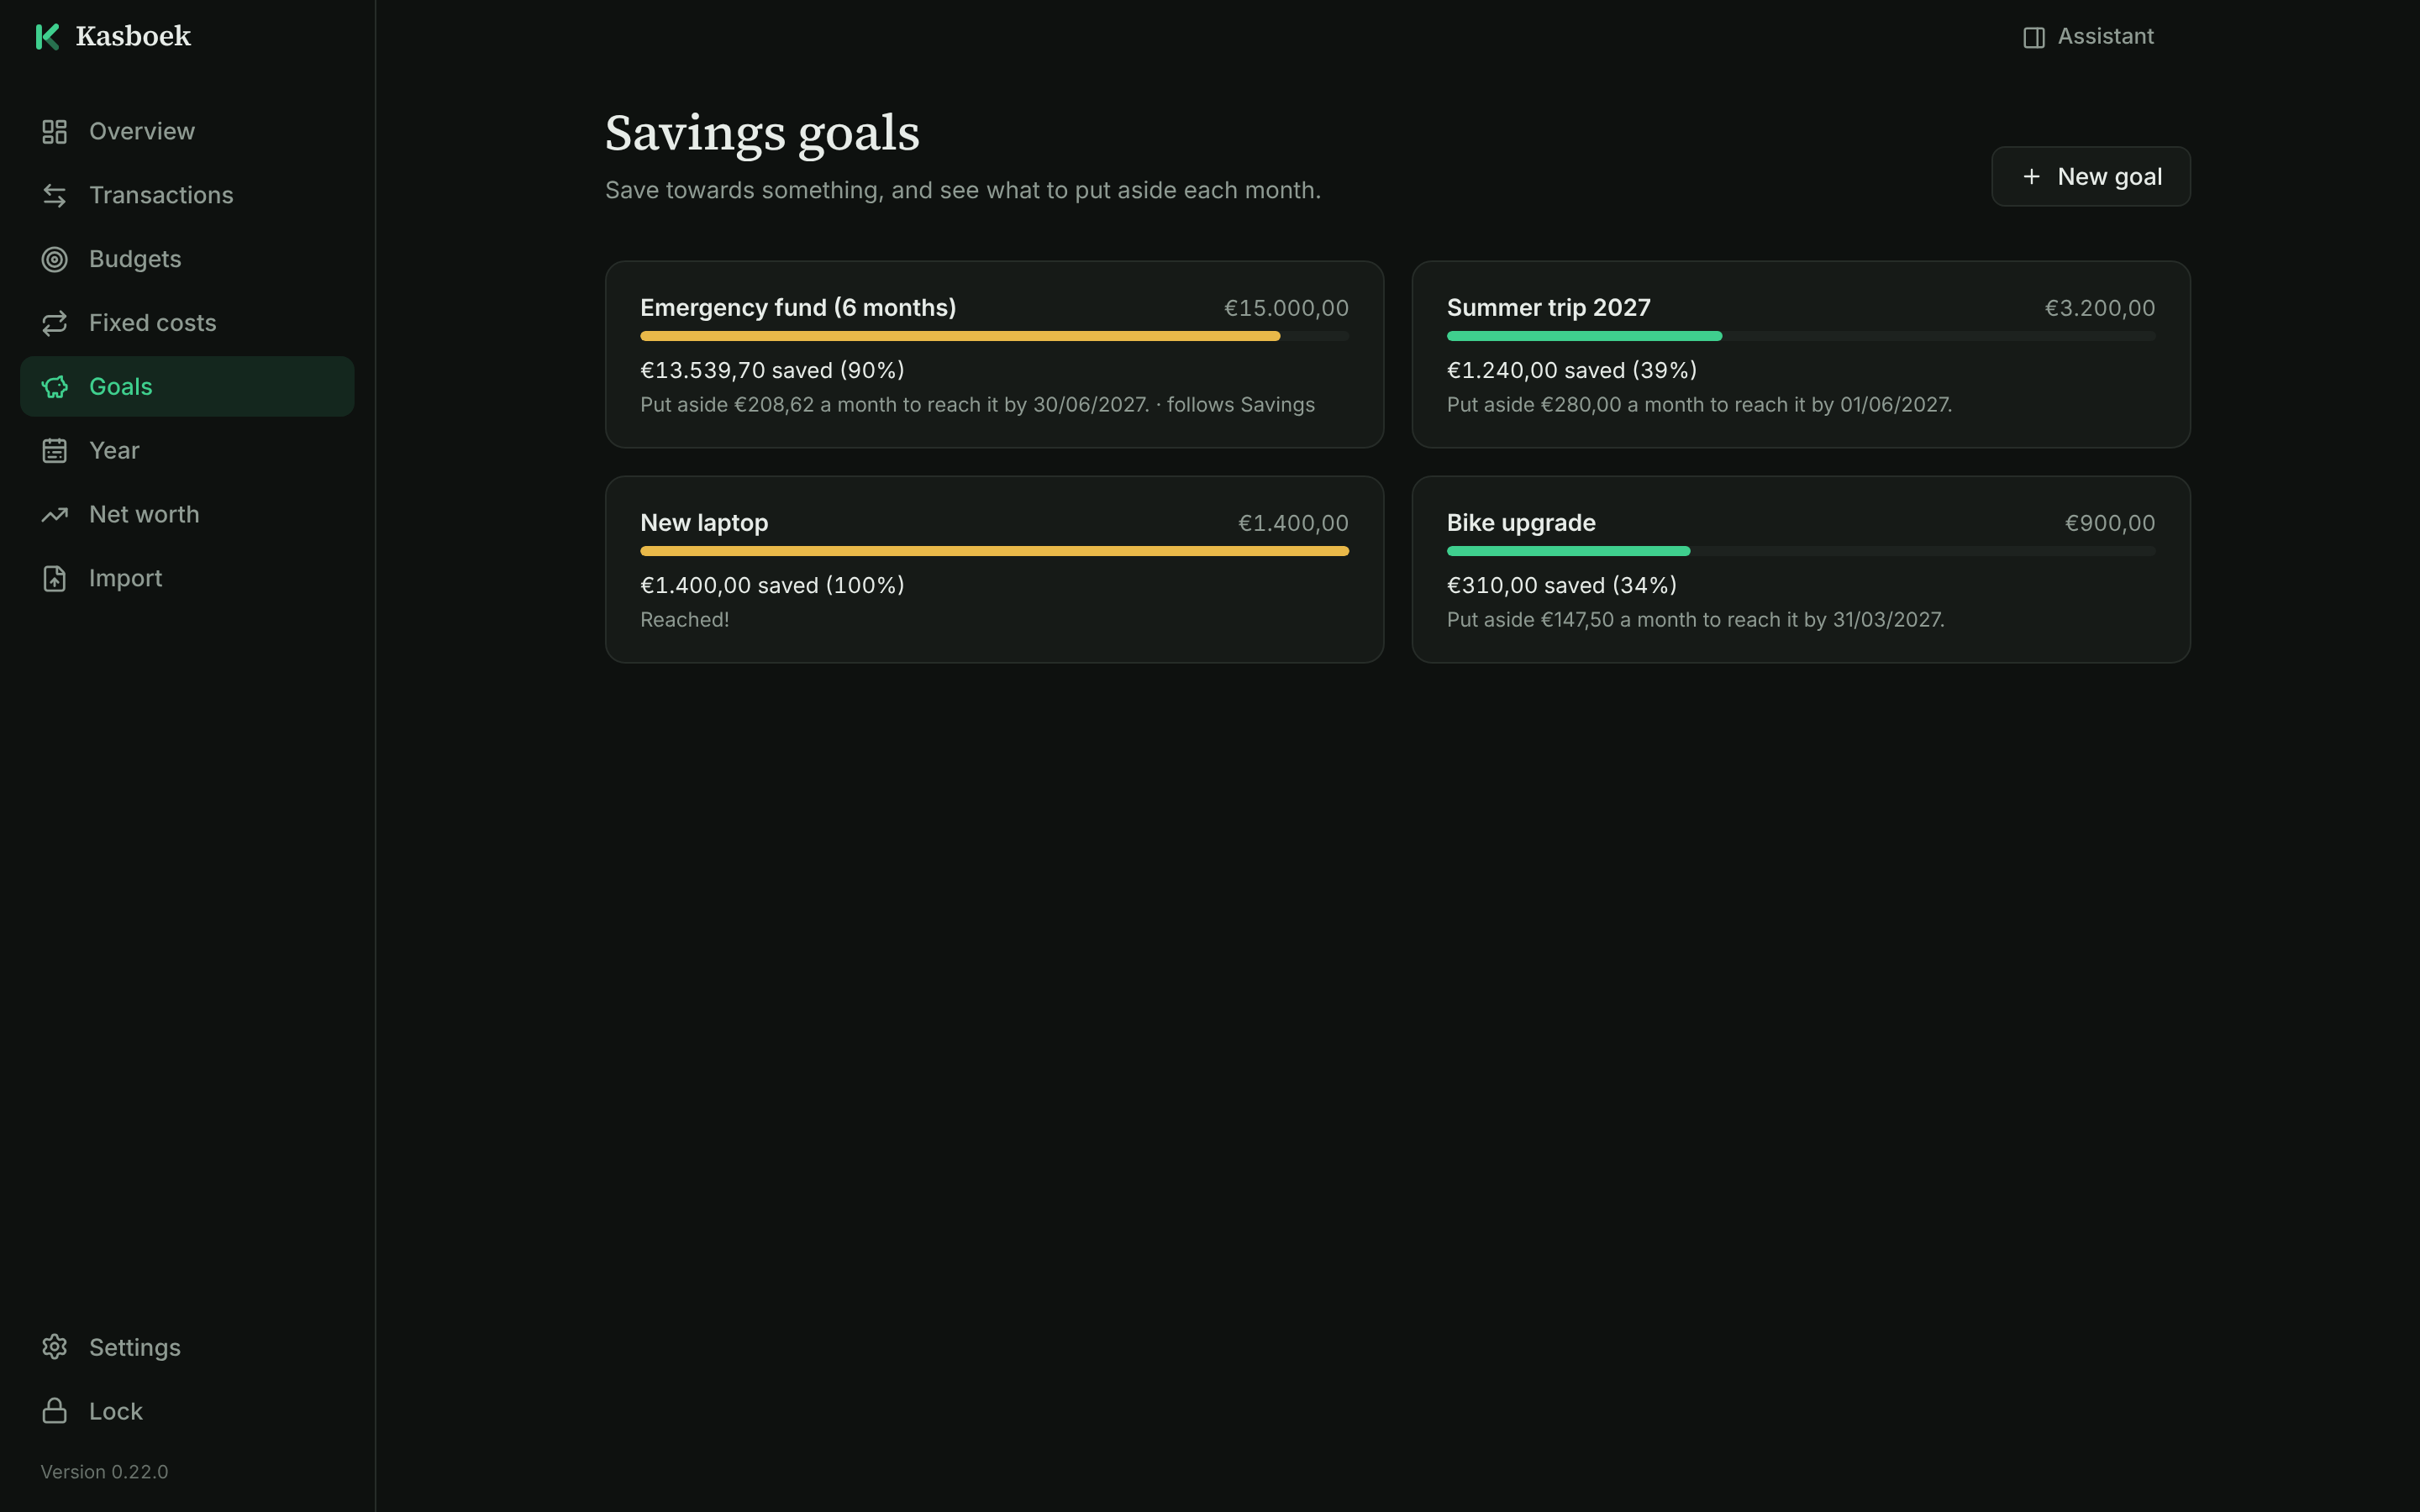 Kasboek
Assistant
Overview
Transactions
Budgets
Fixed costs
Goals
Year
Net worth
Import
Settings
Lock
Version 0.22.0
Savings goals
Save towards something, and see what to put aside each month.
New goal
Emergency fund (6 months) €15.000,00
€13.539,70 saved (90%)
Put aside €208,62 a month to reach it by 30/06/2027. · follows Savings
Summer trip 2027 €3.200,00
€1.240,00 saved (39%)
Put aside €280,00 a month to reach it by 01/06/2027.
New laptop €1.400,00
€1.400,00 saved (100%)
Reached!
Bike upgrade €900,00
€310,00 saved (34%)
Put aside €147,50 a month to reach it by 31/03/2027.